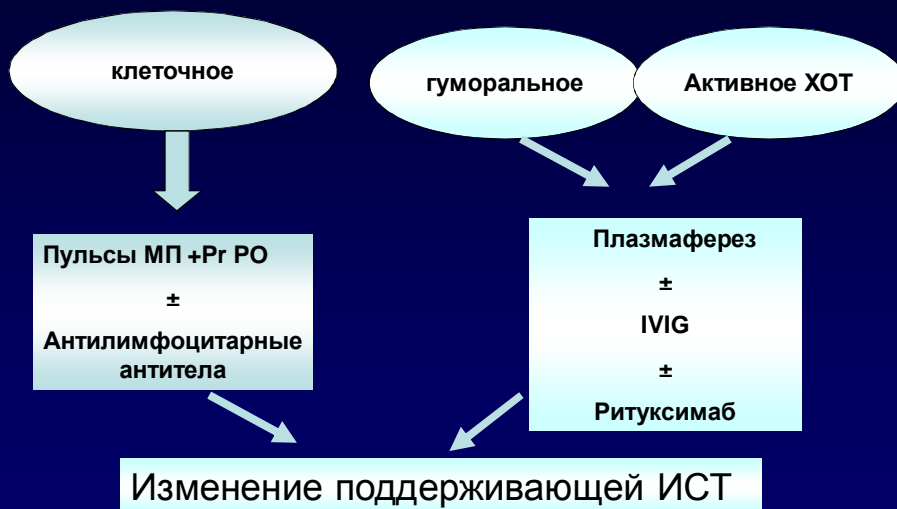 клеточное
гуморальное
Активное ХОТ
Пульсы МП +Pr PO
±
Антилимфоцитарные
антитела
Плазмаферез
±
IVIG
±
Ритуксимаб
Изменение поддерживающей ИСТ